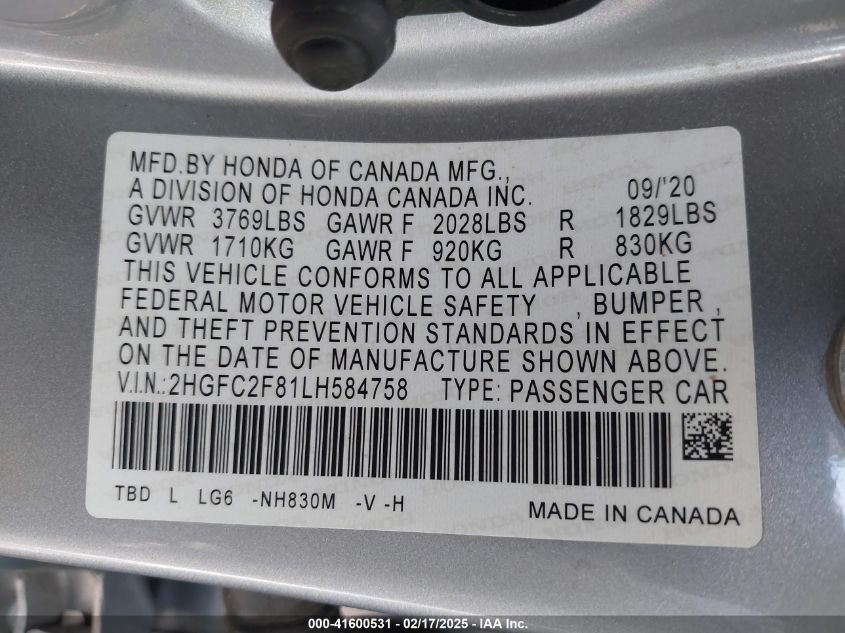 MFD.BY HONDA OF CANADA MFG.,
A DIVISION OF HONDA CANADA INC. 09/'20
GVWR 3769LBS GAWR F 2028LBS R 1829LBS
GVWR 1710KG GAWR F 920KG R 830KG
THIS VEHICLE CONFORMS TO ALL APPLICABLE
FEDERAL MOTOR VEHICLE SAFETY , BUMPER ,
AND THEFT PREVENTION STANDARDS IN EFFECT
ON THE DATE OF MANUFACTURE SHOWN ABOVE.
V.I.N.:2HGFC2F81LH584758 TYPE: PASSENGER CAR
TBD L LG6 -NH830M -V -H
MADE IN CANADA
000-41600531 - 02/17/2025 - IAA Inc.